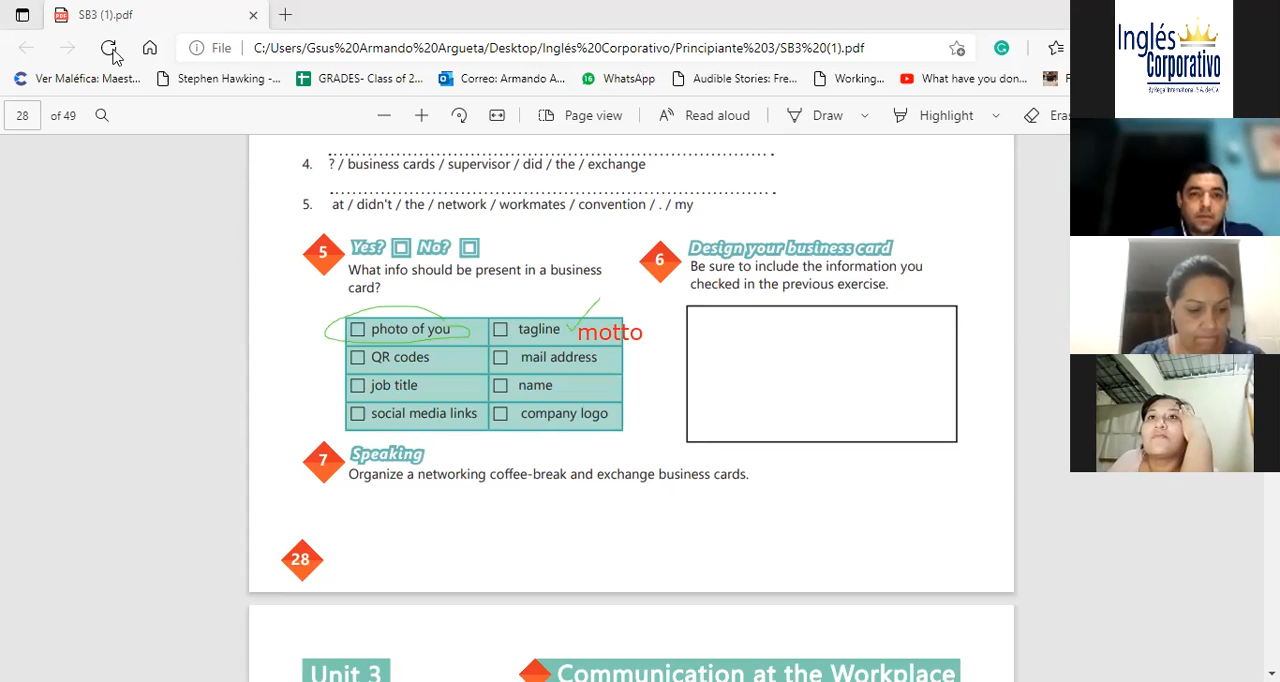 SB3 (1).pdf
File C:/Users/Gsus%20Armando%20Argueta/Desktop/Inglés%20Corporativo/Principiante%203/SB3%20(1).pdf
Ver Maléfica: Maest... Stephen Hawking -... GRADES- Class of 2... Correo: Armando A... WhatsApp Audible Stories: Fre... Working,... What have you don...
28 of 49 Page view Read aloud Draw Highlight
Inglés
Corporativo
4. ? / business cards / supervisor / did / the / exchange
5. at / didn't / the / network / workmates / convention / . / my
5 Yes? No?
What info should be present in a business
card?
photo of you tagline motto
QR codes mail address
job title name
social media links company logo
6 Design your business card
Be sure to include the information you
checked in the previous exercise.
7 Speaking
Organize a networking coffee-break and exchange business cards.
28
Unit 3 Communication at the Workplace